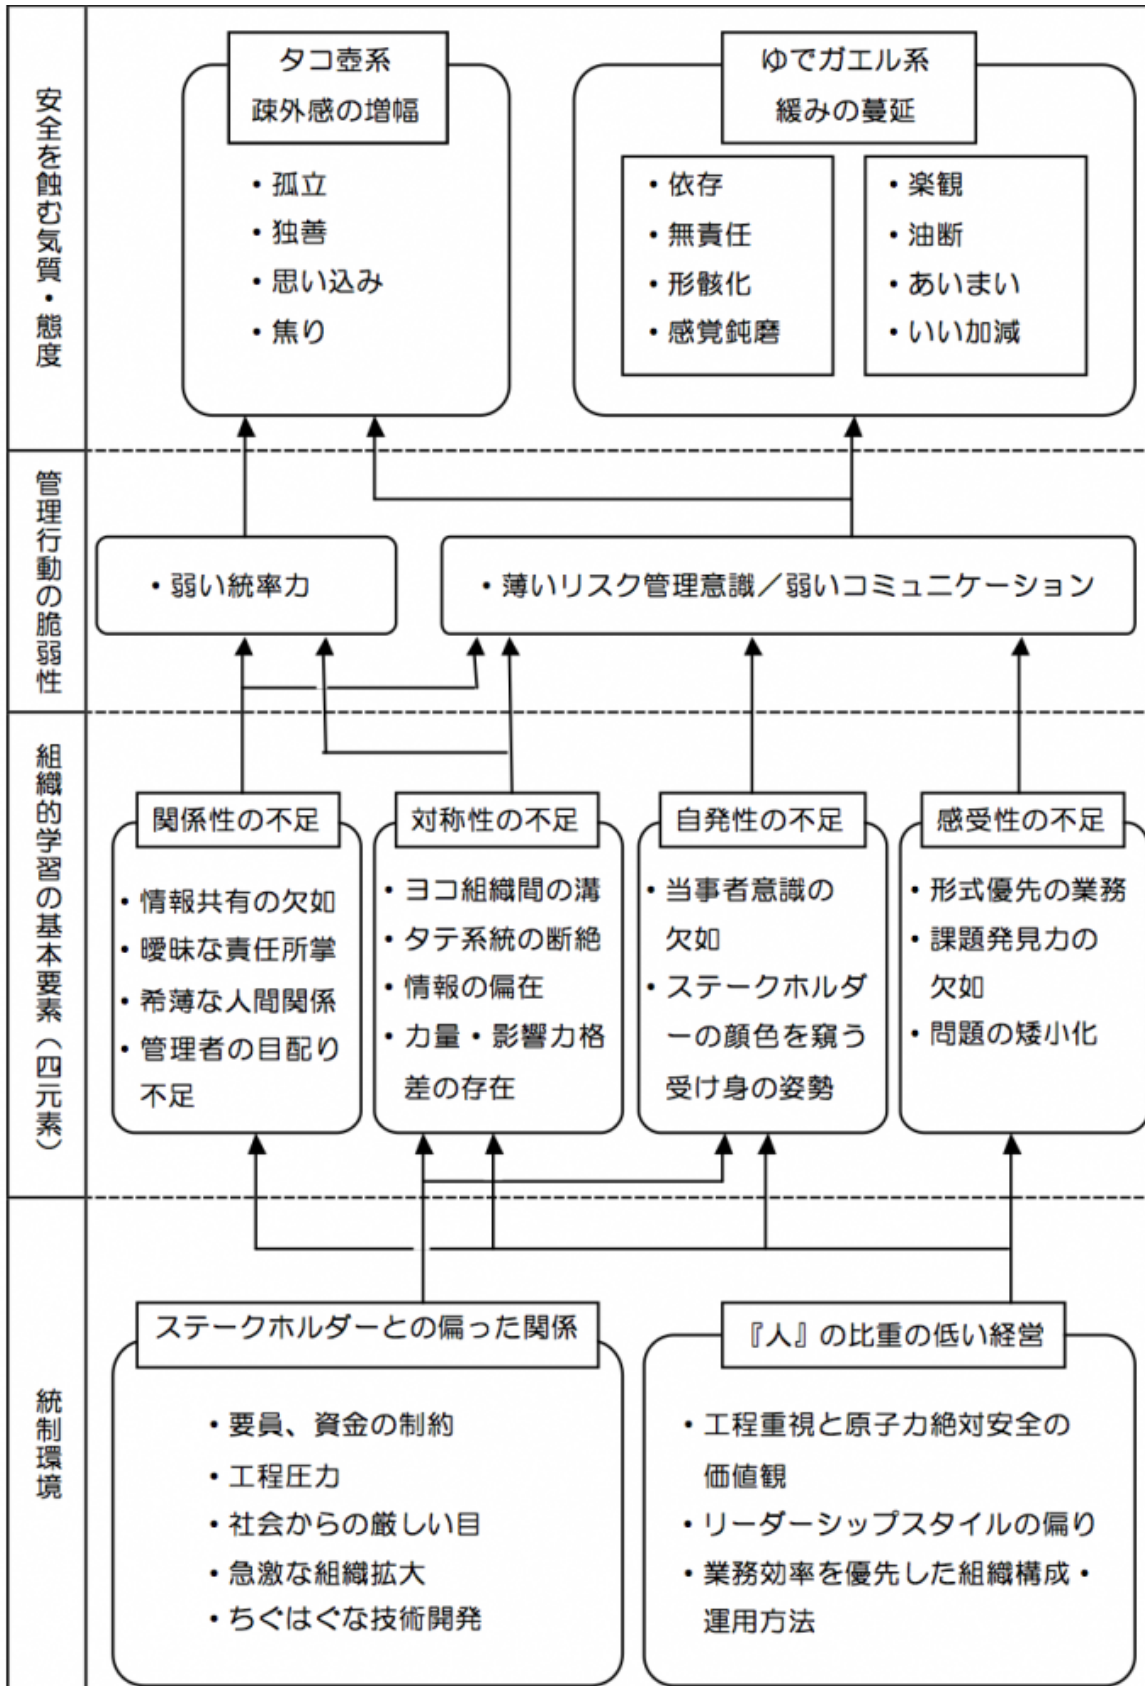 安全を蝕む気質・態度
タコ壺系
疎外感の増幅
・孤立
・独善
・思い込み
・焦り
ゆでガエル系
緩みの蔓延
・依存
・無責任
・形骸化
・感覚鈍磨
・楽観
・油断
・あいまい
・いい加減
管理行動の脆弱性
・弱い統率力
・薄いリスク管理意識／弱いコミュニケーション
組織的学習の基本要素（四元素）
関係性の不足
・情報共有の欠如
・曖昧な責任所掌
・希薄な人間関係
・管理者の目配り
不足
対称性の不足
・ヨコ組織間の溝
・タテ系統の断絶
・情報の偏在
・力量・影響力格
差の存在
自発性の不足
・当事者意識の
欠如
・ステークホルダ
ーの顔色を窺う
受け身の姿勢
感受性の不足
・形式優先の業務
・課題発見力の
欠如
・問題の矮小化
統制環境
ステークホルダーとの偏った関係
・要員、資金の制約
・工程圧力
・社会からの厳しい目
・急激な組織拡大
・ちぐはぐな技術開発
『人』の比重の低い経営
・工程重視と原子力絶対安全の
価値観
・リーダーシップスタイルの偏り
・業務効率を優先した組織構成・
運用方法